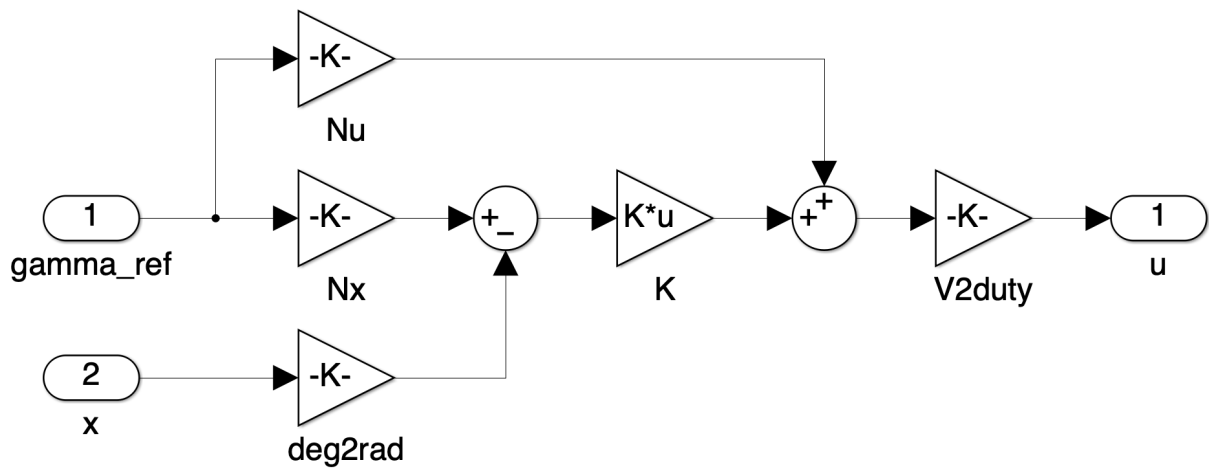 -K-
Nu
1
gamma_ref
-K-
Nx
+
−
K*u
K
+
+
-K-
V2duty
1
u
2
x
-K-
deg2rad